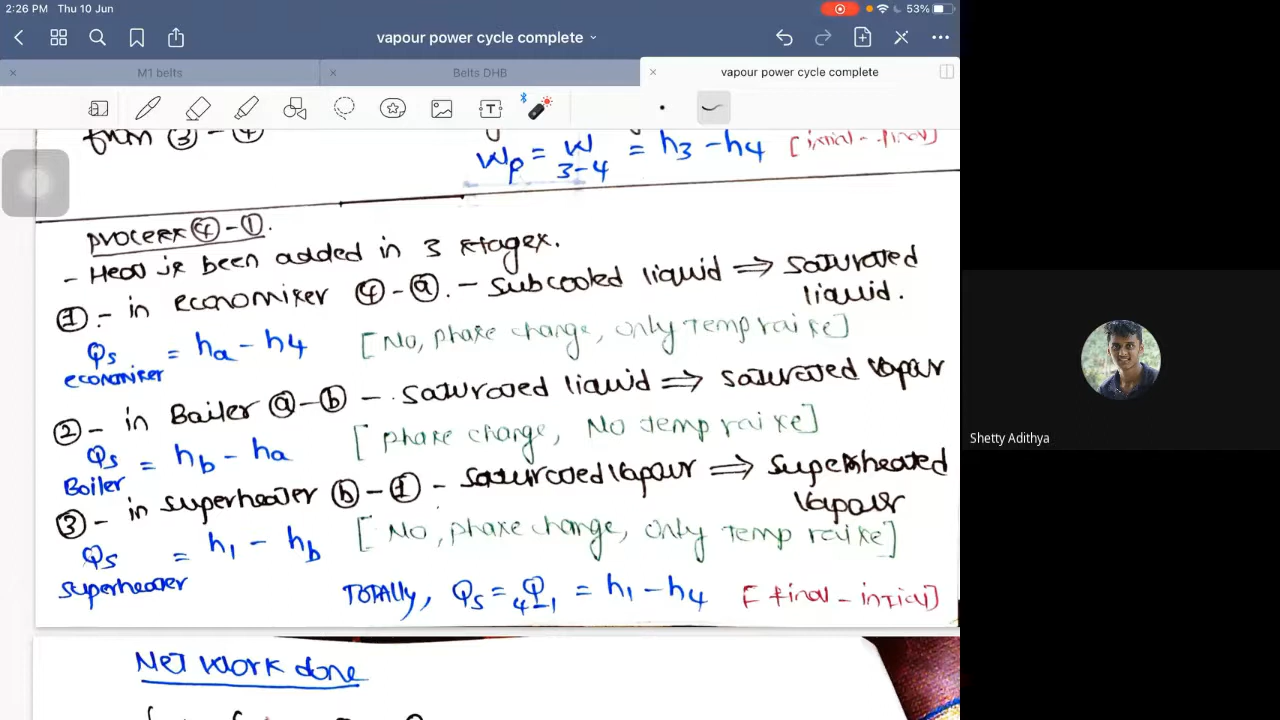 2:26 PM Thu 10 Jun
53%
vapour power cycle complete
M1 belts
Belts DHB
vapour power cycle complete
from ③ - ④
Wp = W 3-4 = h3 - h4 [initial - final]
process ④ - ①.
- Heat is been added in 3 stages.
① - in economiser ④ - ⓐ. - subcooled liquid ⇒ saturated liquid.
Qs economiser = ha - h4 [No, phase change, only Temp raise]
② - in Boiler ⓐ - ⓑ - saturated liquid ⇒ saturated vapour
Qs Boiler = hb - ha [phase change, No temp raise]
③ - in superheater ⓑ - ① - saturated vapour ⇒ superheated vapour
Qs superheater = h1 - hb [No, phase change, only Temp raise]
TOTALLY, Qs = 4Q1 = h1 - h4 [final - initial]
Net work done
Shetty Adithya